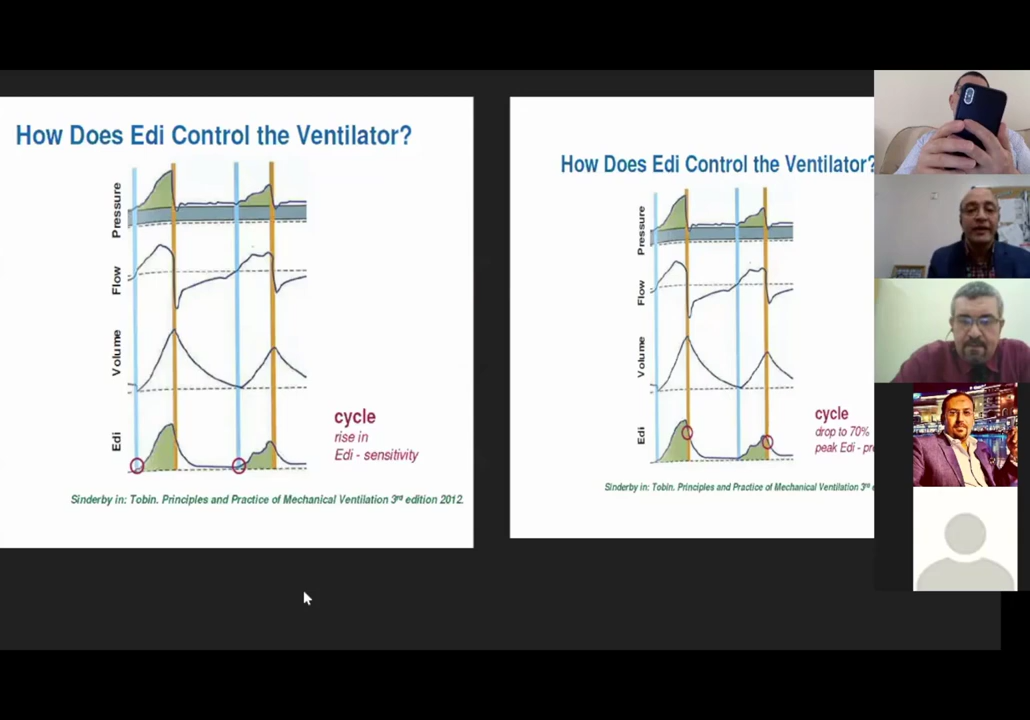 How Does Edi Control the Ventilator?
Pressure
Flow
Volume
Edi
cycle
rise in
Edi - sensitivity
Sinderby in: Tobin. Principles and Practice of Mechanical Ventilation 3rd edition 2012.
How Does Edi Control the Ventilator?
Pressure
Flow
Volume
Edi
cycle
drop to 70%
peak Edi -
Sinderby in: Tobin. Principles and Practice of Mechanical Ventilation 3rd